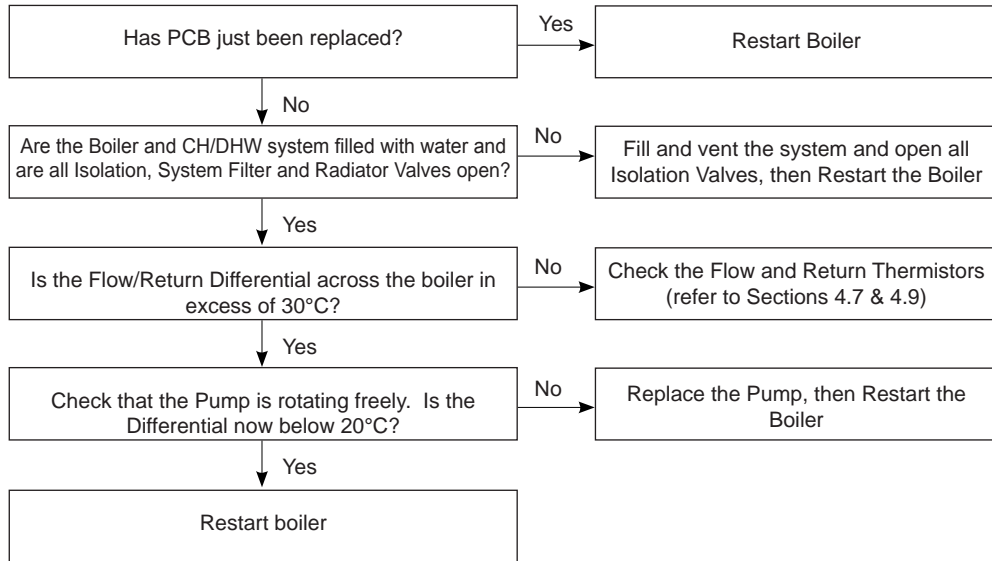 Has PCB just been replaced?
Yes
Restart Boiler
No
Are the Boiler and CH/DHW system filled with water and
are all Isolation, System Filter and Radiator Valves open?
No
Fill and vent the system and open all
Isolation Valves, then Restart the Boiler
Yes
Is the Flow/Return Differential across the boiler in
excess of 30°C?
No
Check the Flow and Return Thermistors
(refer to Sections 4.7 & 4.9)
Yes
Check that the Pump is rotating freely.  Is the
Differential now below 20°C?
No
Replace the Pump, then Restart the
Boiler
Yes
Restart boiler